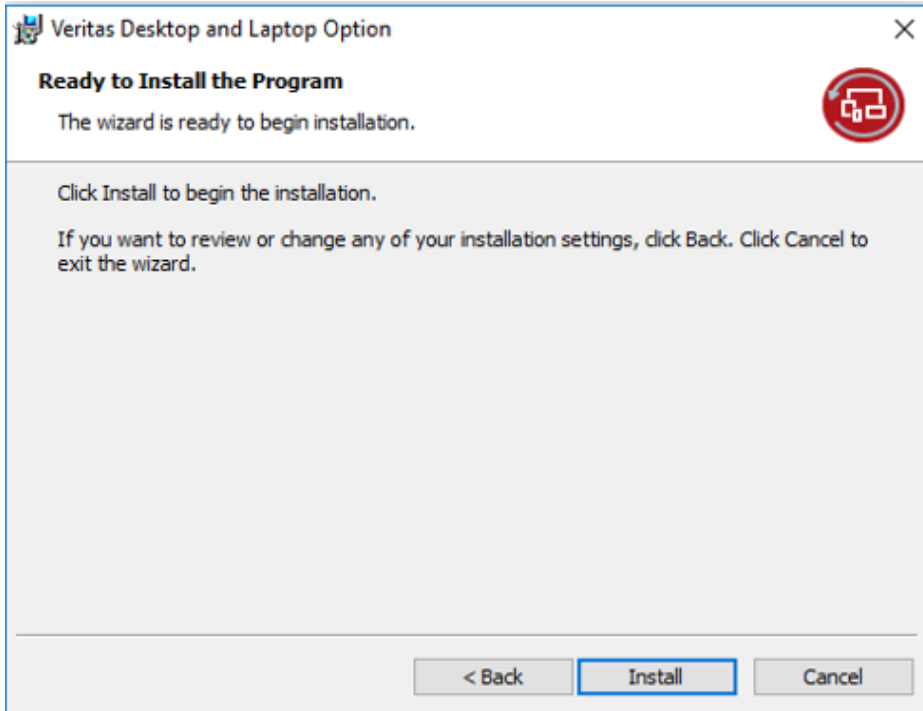 Veritas Desktop and Laptop Option
Ready to Install the Program
The wizard is ready to begin installation.
Click Install to begin the installation.
If you want to review or change any of your installation settings, click Back. Click Cancel to
exit the wizard.
< Back
Install
Cancel